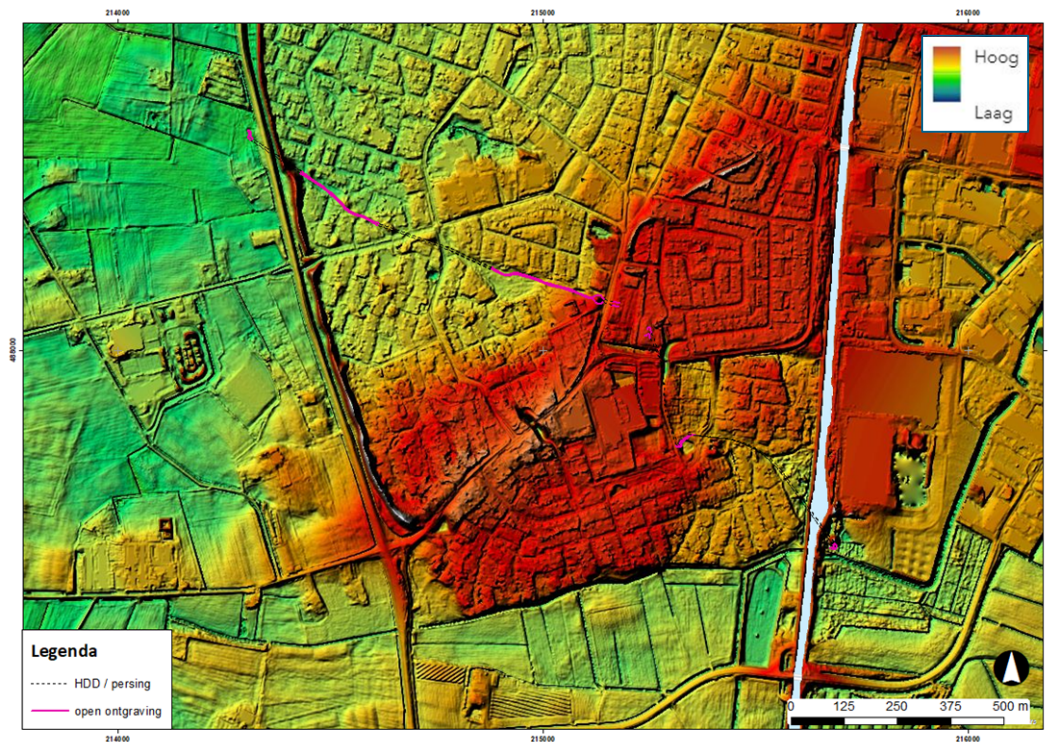 214000 215000 216000
Hoog
Laag
488000
Legenda
HDD / persing
open ontgraving
0 125 250 375 500 m
214000 215000 216000